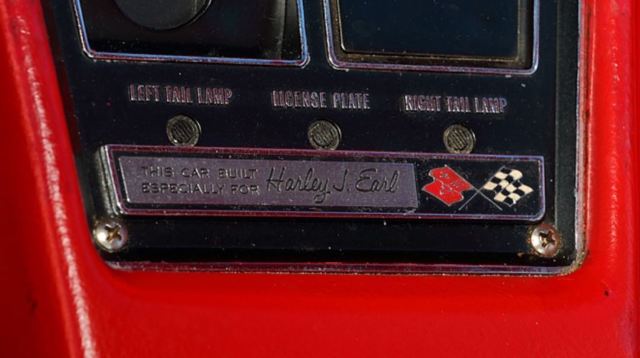 LEFT TAIL LAMP LICENSE PLATE RIGHT TAIL LAMP
THIS CAR BUILT
ESPECIALLY FOR Harley J. Earl